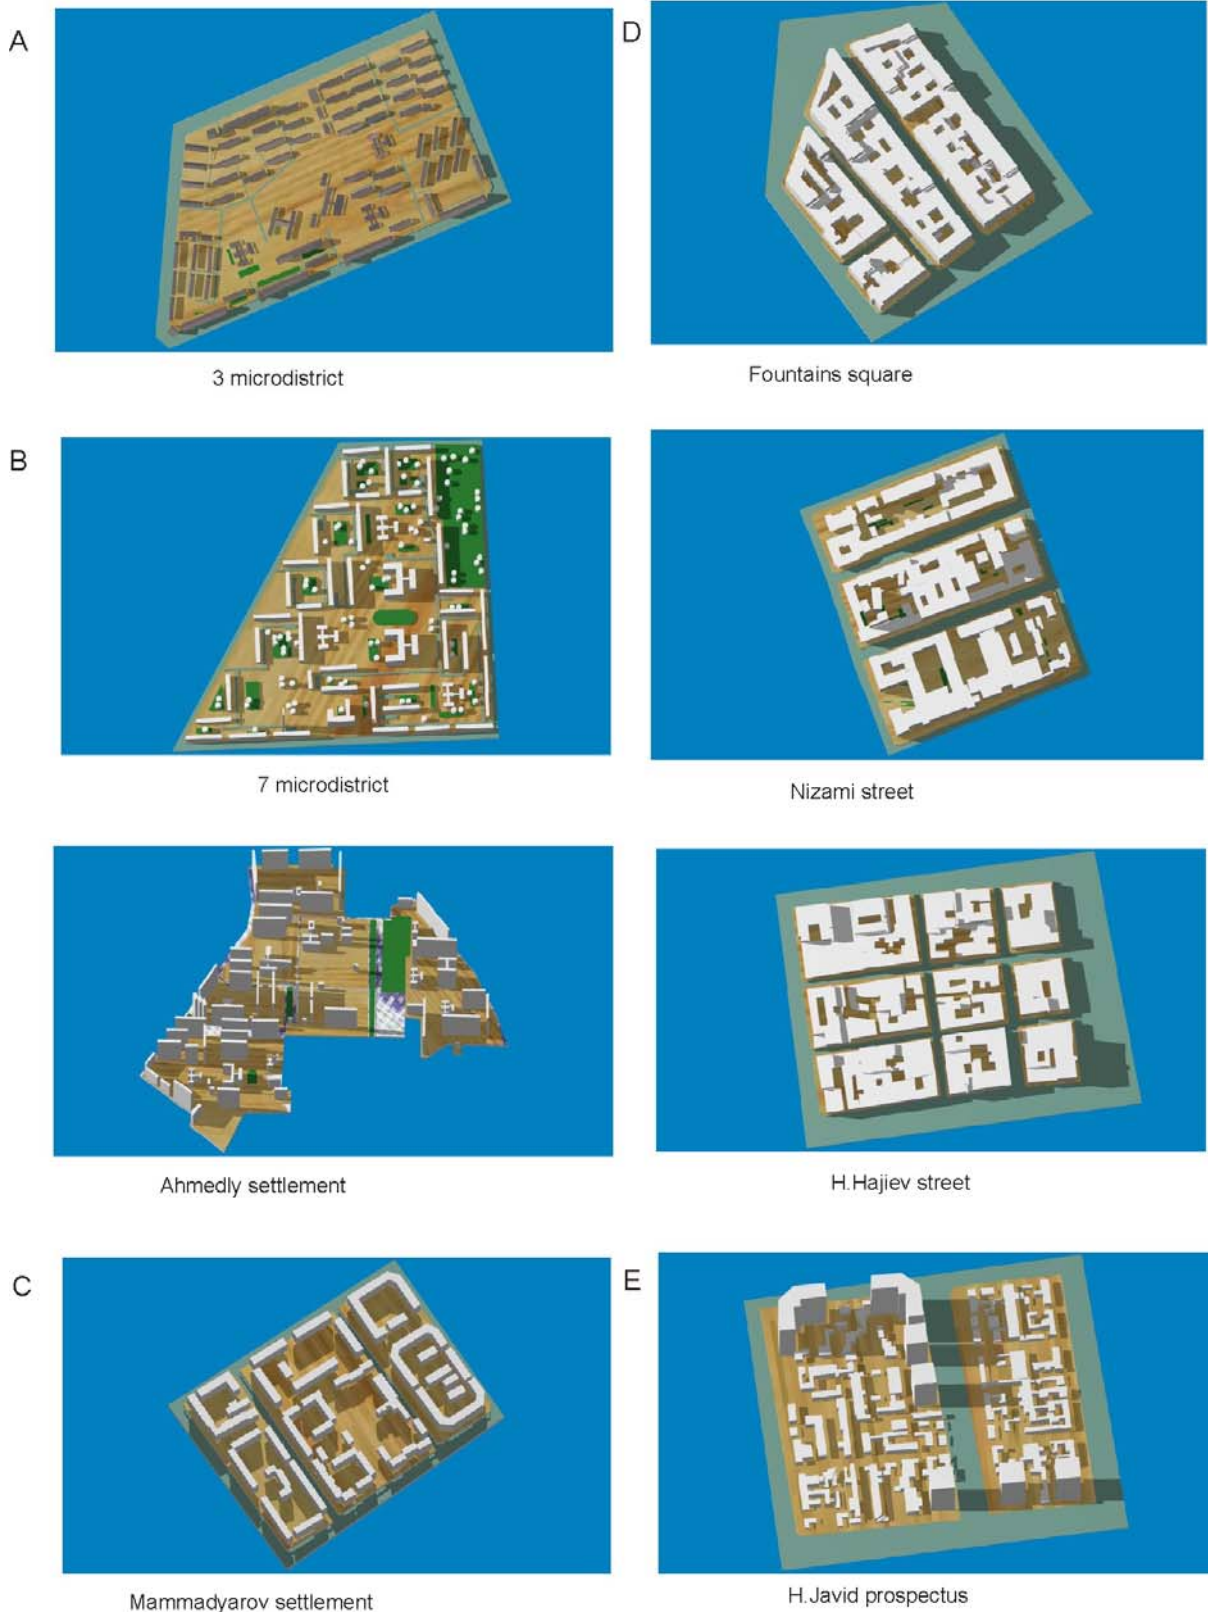 A
3 microdistrict
B
7 microdistrict
Ahmedly settlement
C
Mammadyarov settlement
D
Fountains square
Nizami street
H.Hajiev street
E
H.Javid prospectus